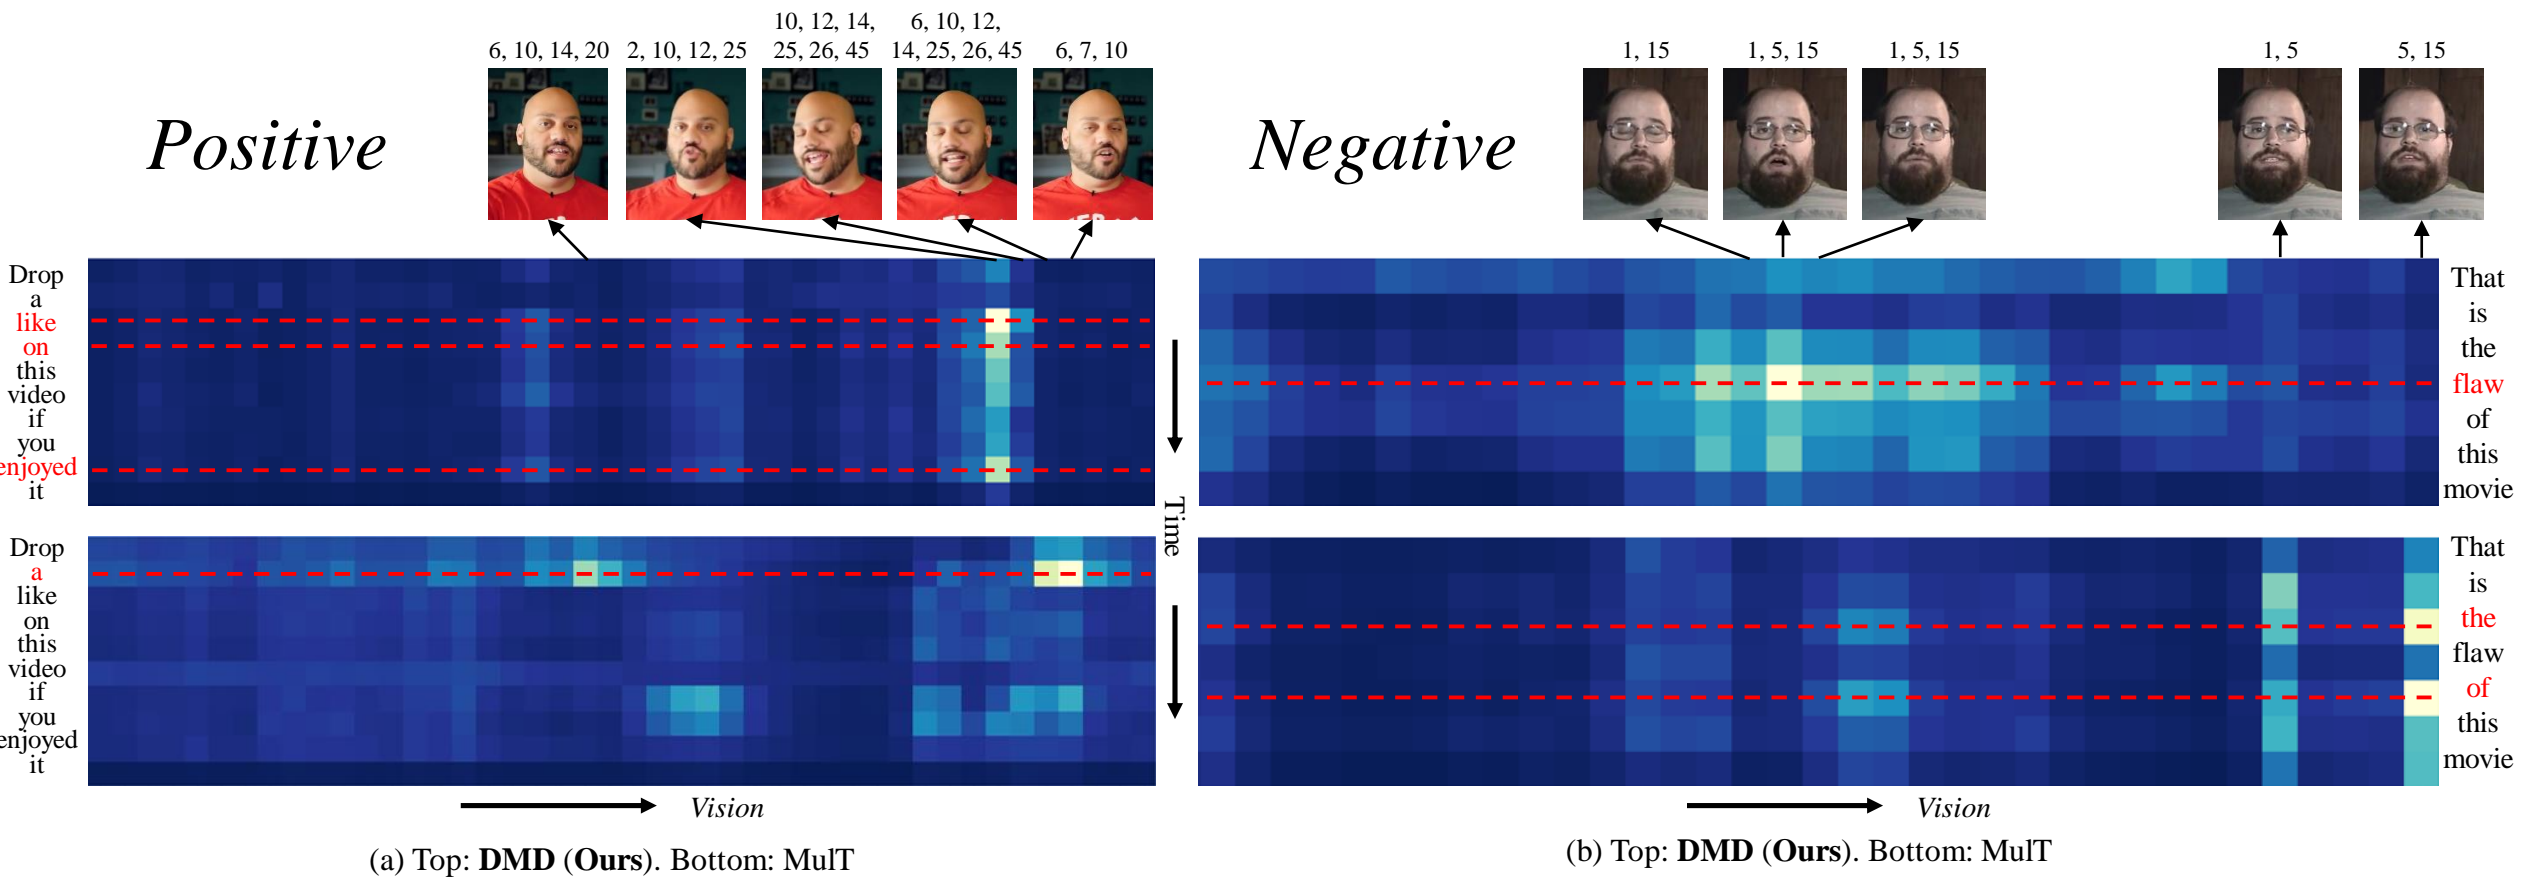 10, 12, 14,
6, 10, 12,
6, 10, 14, 20
2, 10, 12, 25
25, 26, 45
14, 25, 26, 45
6, 7, 10
1, 15
1, 5, 15
1, 5, 15
1, 5
5, 15
Positive
Negative
Drop
a
like
on
this
video
if
you
enjoyed
it
That
is
the
flaw
of
this
movie
Time
Drop
a
like
on
this
video
if
you
enjoyed
it
That
is
the
flaw
of
this
movie
Vision
Vision
(a) Top: DMD (Ours). Bottom: MulT
(b) Top: DMD (Ours). Bottom: MulT